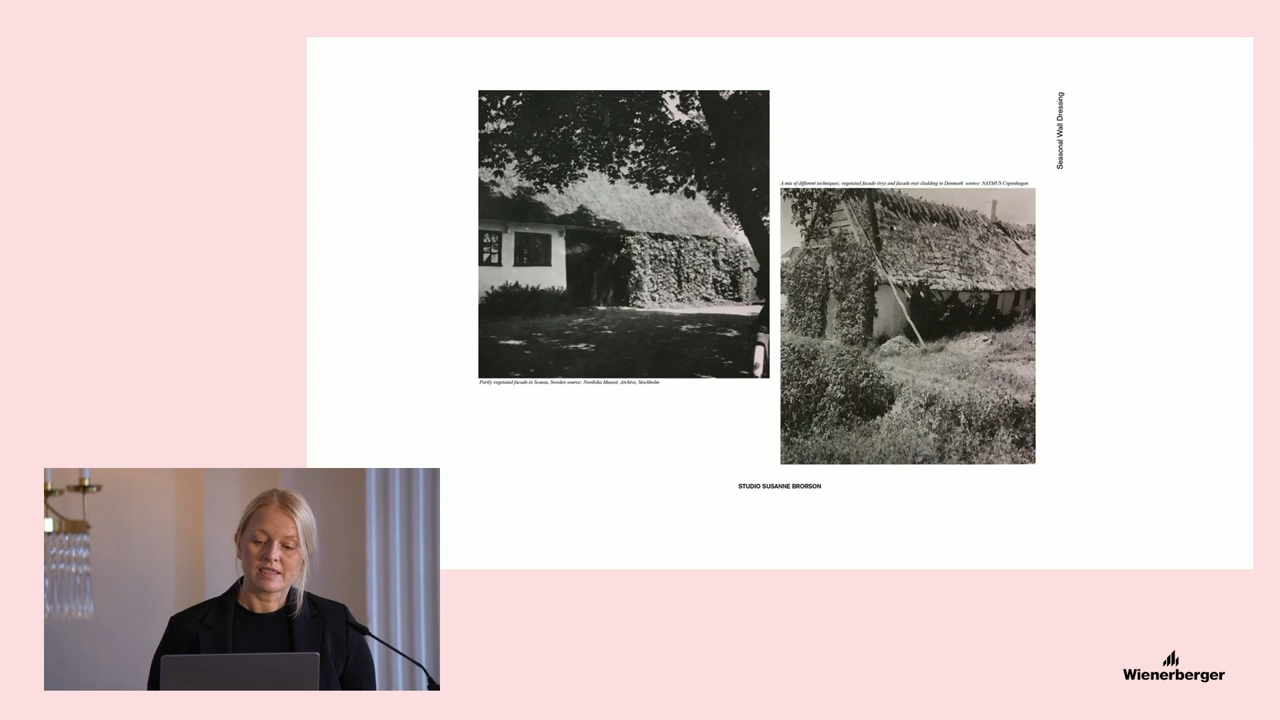 Seasonal Wall Dressing
A mix of different techniques: vegetated facade (ivy) and facade reet cladding in Denmark source: NATMUS Copenhagen
Partly vegetated facade in Scania, Sweden source: Nordiska Museet. Archive, Stockholm
STUDIO SUSANNE BRORSON
Wienerberger